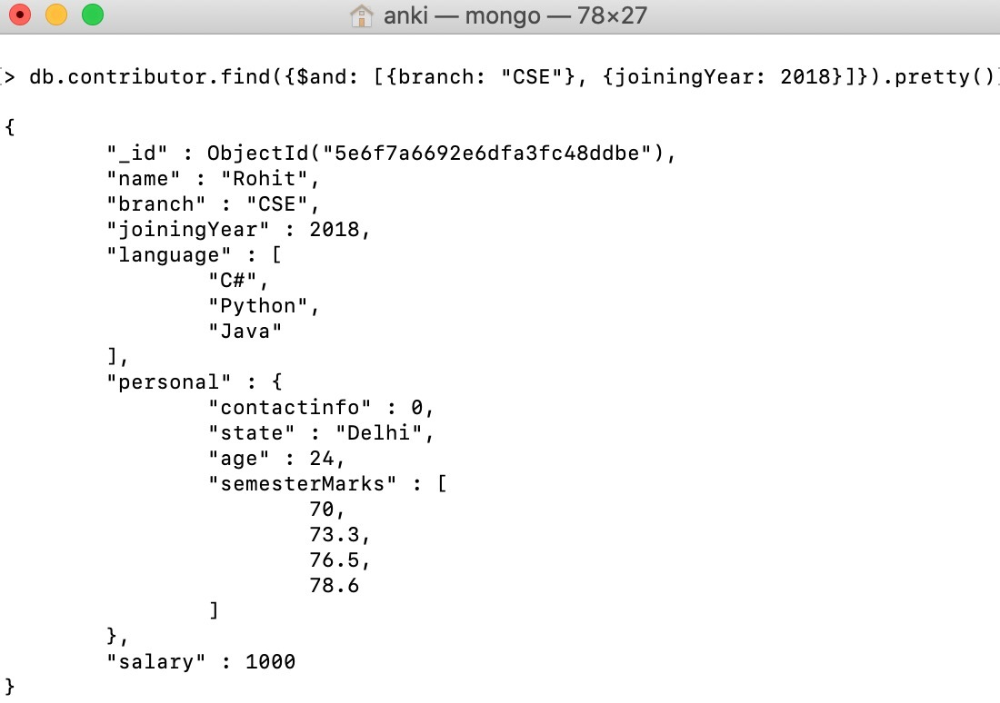 anki — mongo — 78×27
[> db.contributor.find({$and: [{branch: "CSE"}, {joiningYear: 2018}]}).pretty()]
{
        "_id" : ObjectId("5e6f7a6692e6dfa3fc48ddbe"),
        "name" : "Rohit",
        "branch" : "CSE",
        "joiningYear" : 2018,
        "language" : [
                "C#",
                "Python",
                "Java"
        ],
        "personal" : {
                "contactinfo" : 0,
                "state" : "Delhi",
                "age" : 24,
                "semesterMarks" : [
                        70,
                        73.3,
                        76.5,
                        78.6
                ]
        },
        "salary" : 1000
}